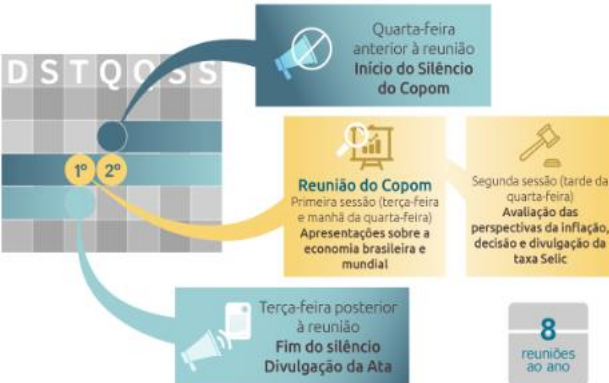 Quarta-feira
anterior à reunião
Início do Silêncio
do Copom
D S T Q Q S S
1º 2º
Reunião do Copom
Primeira sessão (terça-feira
e manhã da quarta-feira)
Apresentações sobre a
economia brasileira e
mundial
Segunda sessão (tarde da
quarta-feira)
Avaliação das
perspectivas da inflação,
decisão e divulgação da
taxa Selic
Terça-feira posterior
à reunião
Fim do silêncio
Divulgação da Ata
8
reuniões
ao ano